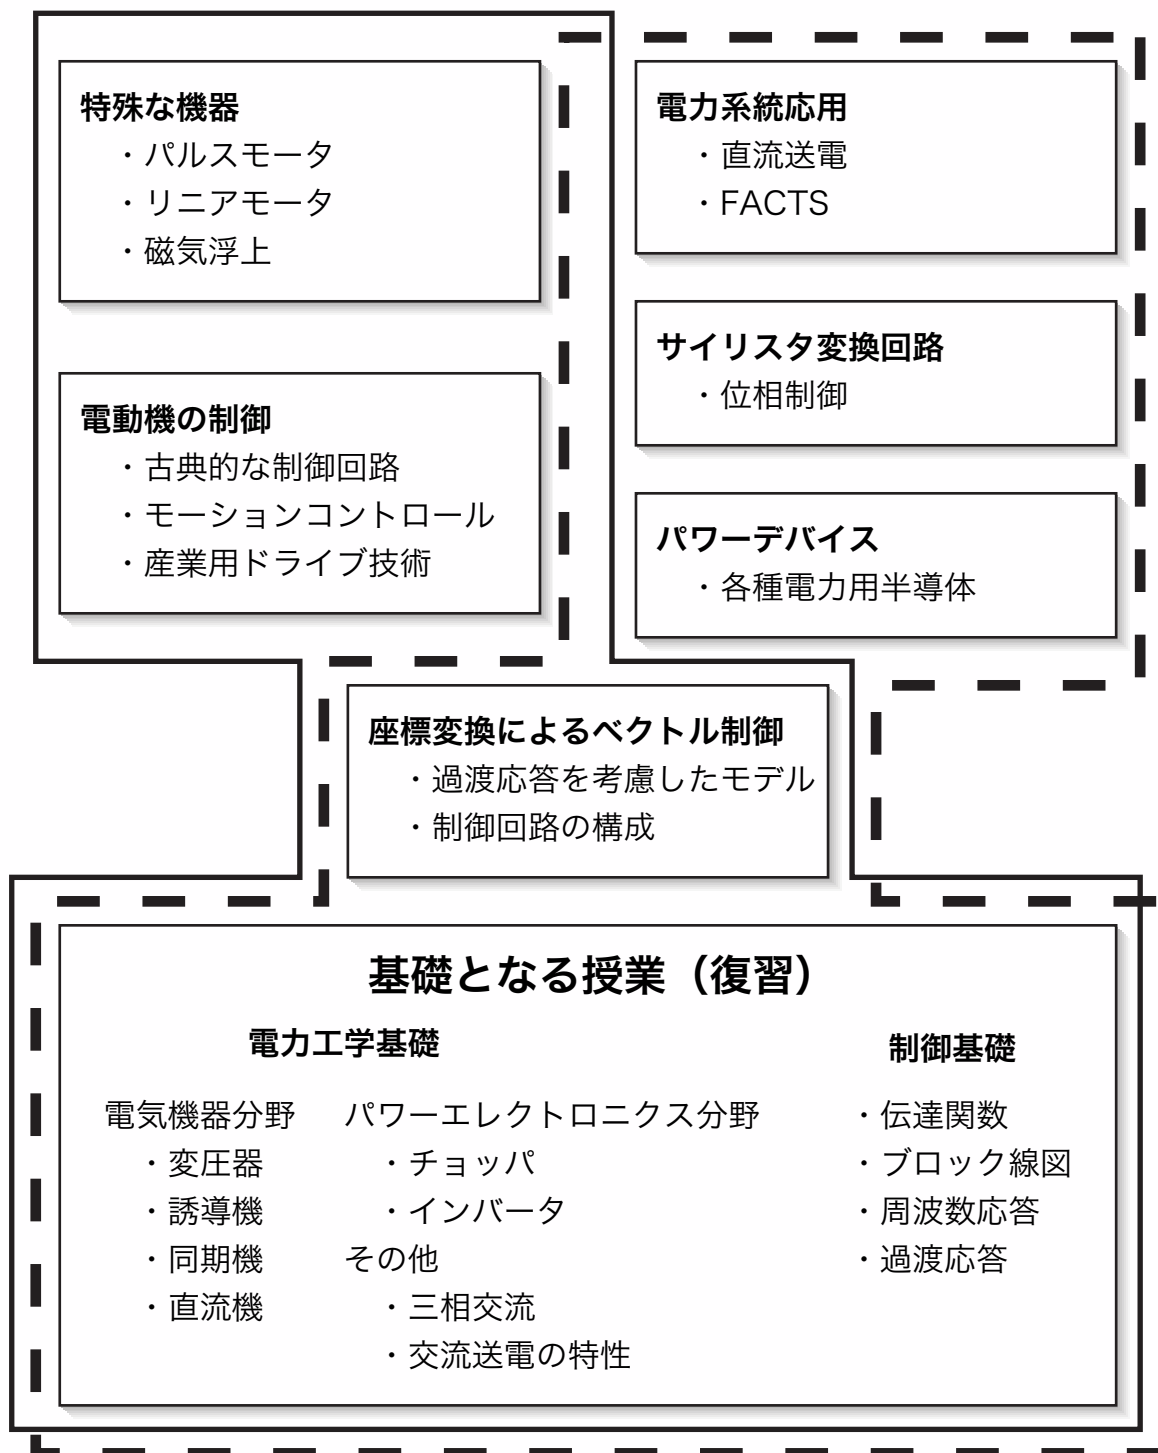 特殊な機器
・パルスモータ
・リニアモータ
・磁気浮上
電動機の制御
・古典的な制御回路
・モーションコントロール
・産業用ドライブ技術
電力系統応用
・直流送電
・FACTS
サイリスタ変換回路
・位相制御
パワーデバイス
・各種電力用半導体
座標変換によるベクトル制御
・過渡応答を考慮したモデル
・制御回路の構成
基礎となる授業（復習）
電力工学基礎
電気機器分野
・変圧器
・誘導機
・同期機
・直流機
パワーエレクトロニクス分野
・チョッパ
・インバータ
その他
・三相交流
・交流送電の特性
制御基礎
・伝達関数
・ブロック線図
・周波数応答
・過渡応答